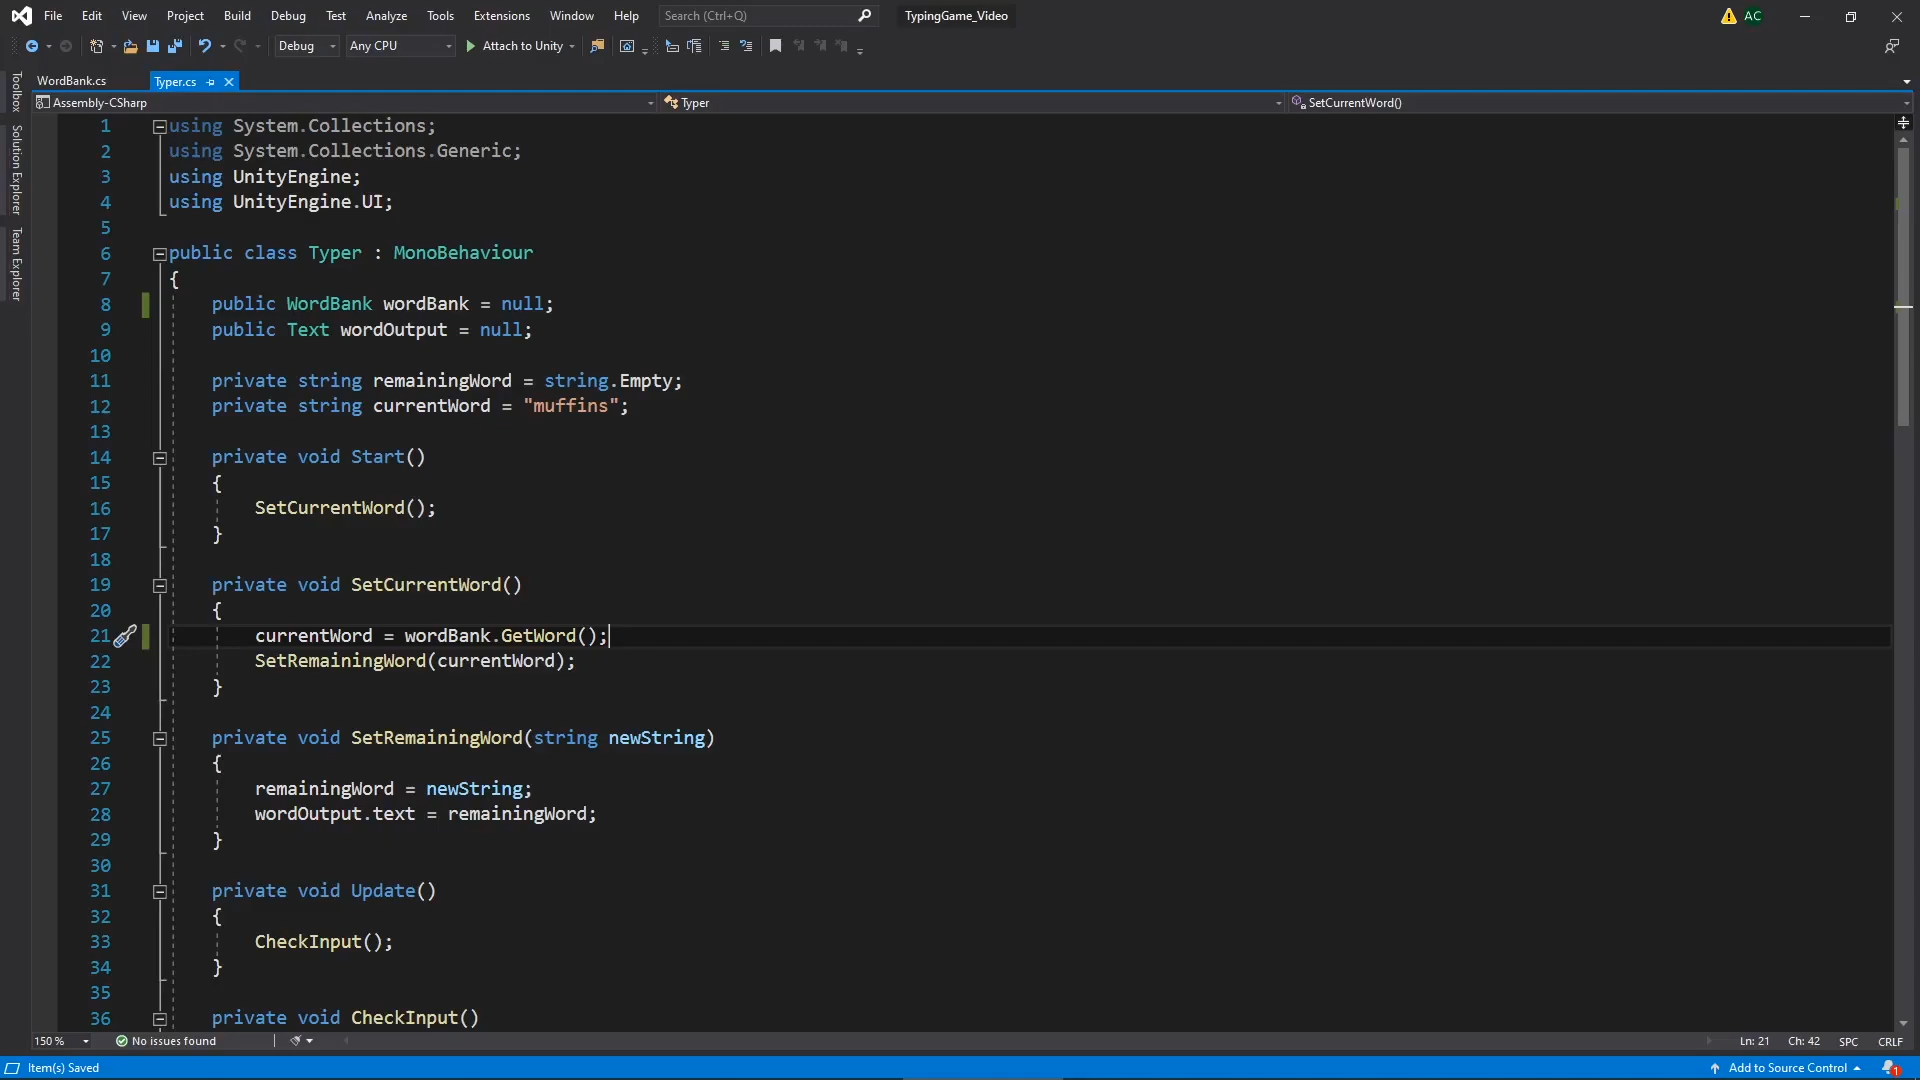 File Edit View Project Build Debug Test Analyze Tools Extensions Window Help Search (Ctrl+Q) TypingGame_Video AC
Debug Any CPU Attach to Unity
WordBank.cs Typer.cs
Assembly-CSharp Typer SetCurrentWord()
Toolbox
Solution Explorer
Team Explorer
1 using System.Collections;
2 using System.Collections.Generic;
3 using UnityEngine;
4 using UnityEngine.UI;
5
6 public class Typer : MonoBehaviour
7 {
8 public WordBank wordBank = null;
9 public Text wordOutput = null;
10
11 private string remainingWord = string.Empty;
12 private string currentWord = "muffins";
13
14 private void Start()
15 {
16 SetCurrentWord();
17 }
18
19 private void SetCurrentWord()
20 {
21 currentWord = wordBank.GetWord();
22 SetRemainingWord(currentWord);
23 }
24
25 private void SetRemainingWord(string newString)
26 {
27 remainingWord = newString;
28 wordOutput.text = remainingWord;
29 }
30
31 private void Update()
32 {
33 CheckInput();
34 }
35
36 private void CheckInput()
150 % No issues found Ln: 21 Ch: 42 SPC CRLF
Item(s) Saved Add to Source Control 1